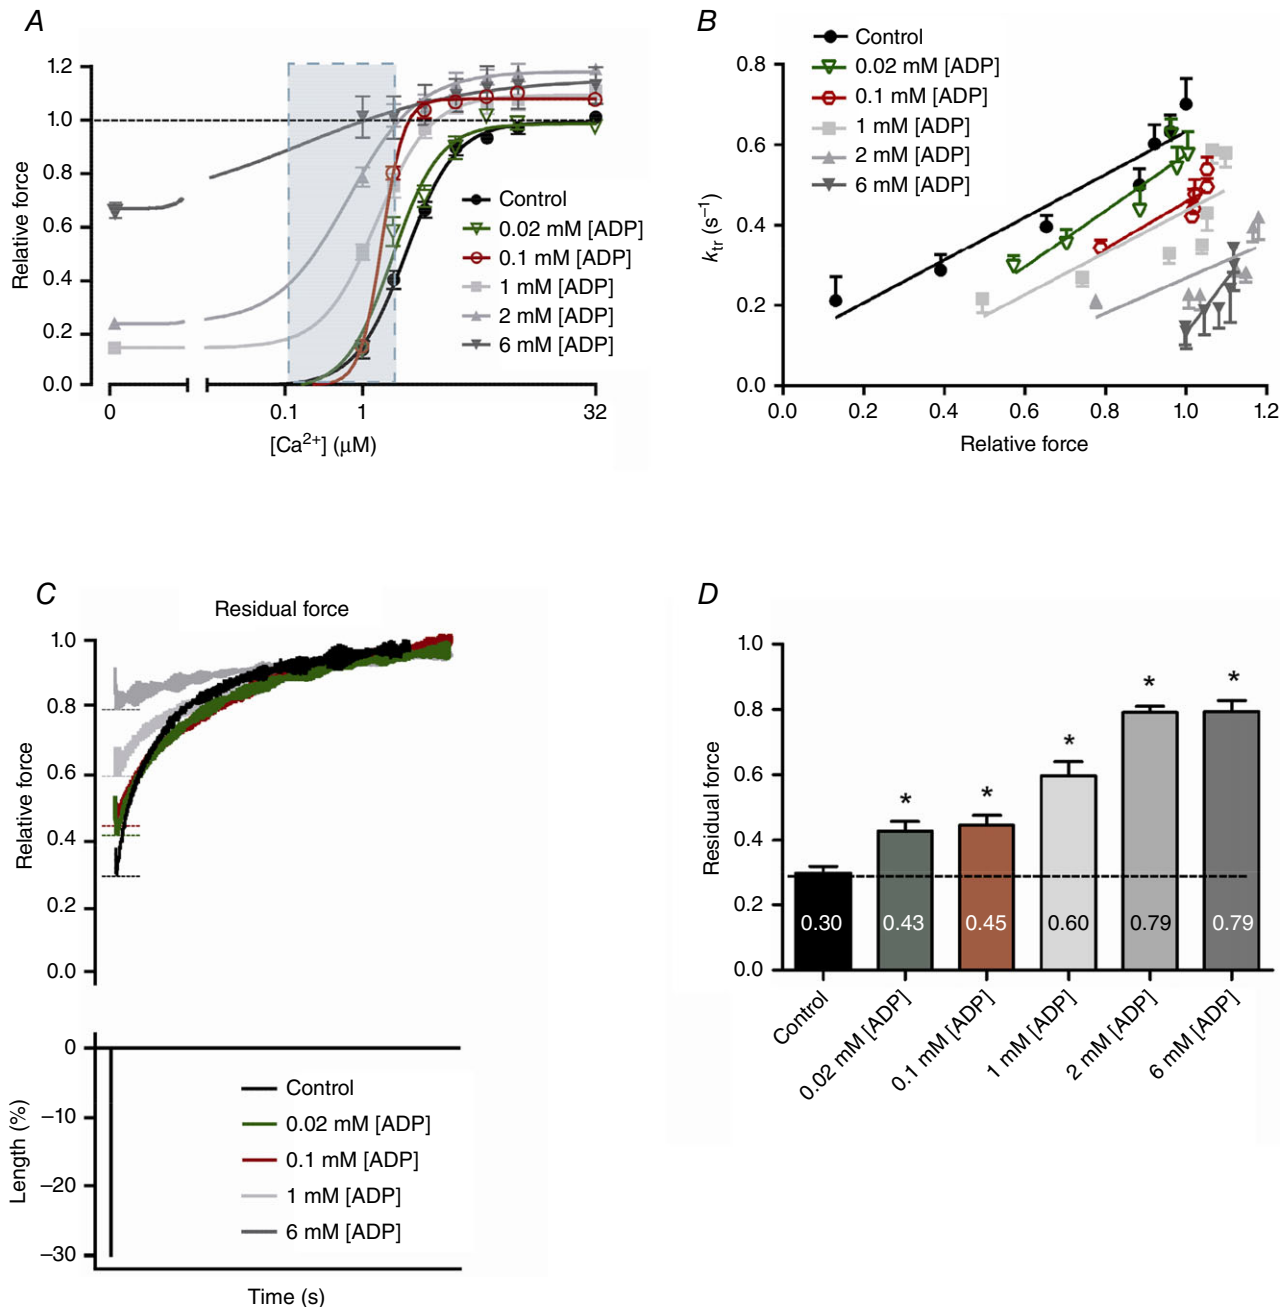 A
1.2
1.0
0.8
0.6
0.4
0.2
0.0
Relative force
0
0.1
1
32
[Ca²⁺] (μM)
Control
0.02 mM [ADP]
0.1 mM [ADP]
1 mM [ADP]
2 mM [ADP]
6 mM [ADP]
B
Control
0.02 mM [ADP]
0.1 mM [ADP]
1 mM [ADP]
2 mM [ADP]
6 mM [ADP]
0.8
0.6
0.4
0.2
0.0
kₜᵣ (s⁻¹)
0.0
0.2
0.4
0.6
0.8
1.0
1.2
Relative force
C
Residual force
1.0
0.8
0.6
0.4
0.2
0.0
Relative force
0
–10
–20
–30
Length (%)
Control
0.02 mM [ADP]
0.1 mM [ADP]
1 mM [ADP]
6 mM [ADP]
Time (s)
D
1.0
0.8
0.6
0.4
0.2
0.0
Residual force
*
*
*
*
*
0.30
0.43
0.45
0.60
0.79
0.79
Control
0.02 mM [ADP]
0.1 mM [ADP]
1 mM [ADP]
2 mM [ADP]
6 mM [ADP]